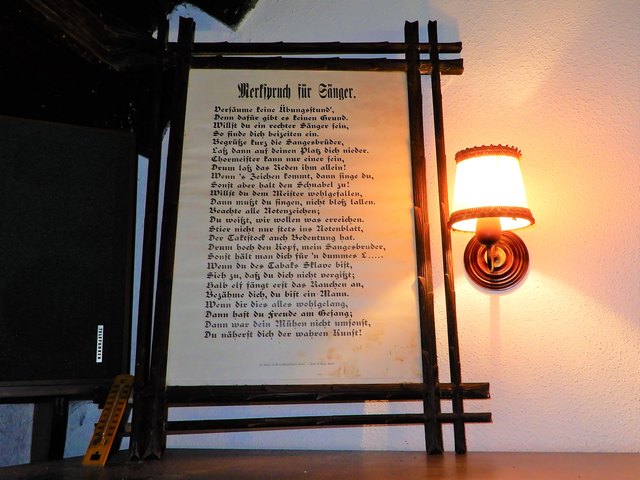 Merkspruch für Sänger.
Versäume keine Übungsstund',
Denn dafür gibt es keinen Grund.
Willst du ein rechter Sänger sein,
So finde dich beizeiten ein.
Begrüße kurz die Sangesbrüder,
Laß dann auf deinen Platz dich nieder.
Chormeister kann nur einer sein,
Drum laß das Reden ihm allein!
Wenn 's Zeichen kommt, dann singe du,
Sonst aber halt den Schnabel zu!
Willst du dem Meister wohlgefallen,
Dann mußt du singen, nicht bloß lallen.
Beachte alle Notenzeichen;
Du weißt, wir wollen was erreichen.
Stier nicht nur stets ins Notenblatt,
Der Taktstock auch Bedeutung hat.
Drum hoch den Kopf, mein Sangesbruder,
Sonst hält man dich für 'n dummes L.....
Wenn du des Tabaks Sklave bist,
Sieh zu, daß du dich nicht vergißt;
Halb elf fängt erst das Rauchen an,
Bezähme dich, du bist ein Mann.
Wenn dir dies alles wohlgelang,
Dann hast du Freude am Gesang;
Dann war dein Mühen nicht umsonst,
Du näherst dich der wahren Kunst!